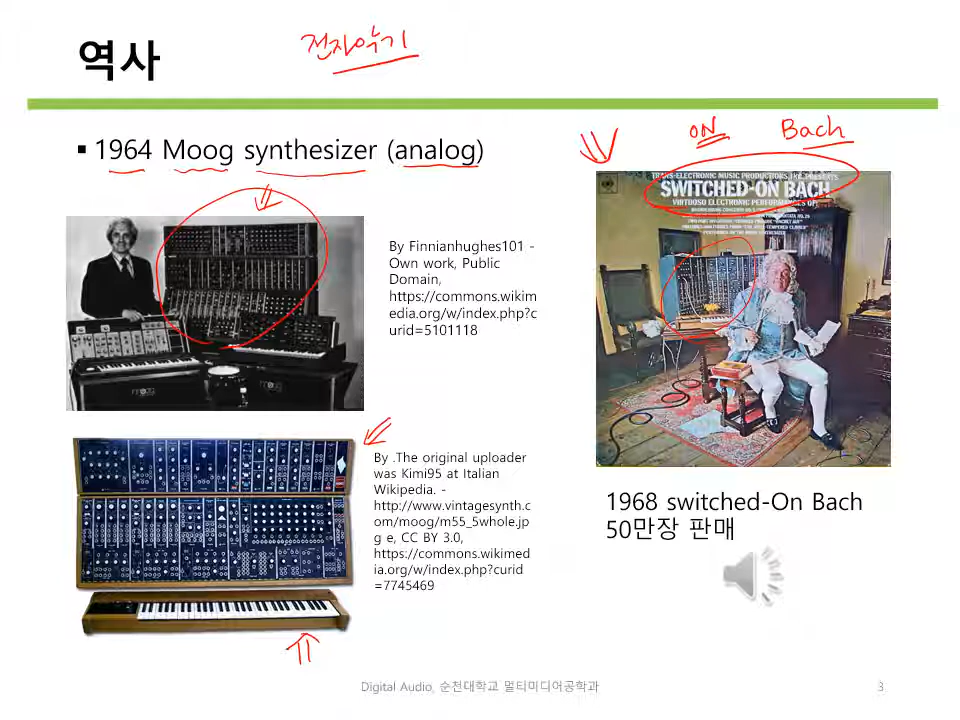 역사
전자악기
▪ 1964 Moog synthesizer (analog)
ON
Bach
By Finnianhughes101 -
Own work, Public
Domain,
https://commons.wikim
edia.org/w/index.php?c
urid=5101118
TRANS-ELECTRONIC MUSIC PRODUCTIONS, INC. PRESENTS
SWITCHED-ON BACH
VIRTUOSO ELECTRONIC PERFORMANCES OF:
By .The original uploader
was Kimi95 at Italian
Wikipedia. -
http://www.vintagesynth.c
om/moog/m55_5whole.jp
g e, CC BY 3.0,
https://commons.wikimed
ia.org/w/index.php?curid
=7745469
1968 switched-On Bach
50만장 판매
Digital Audio, 순천대학교 멀티미디어공학과
3